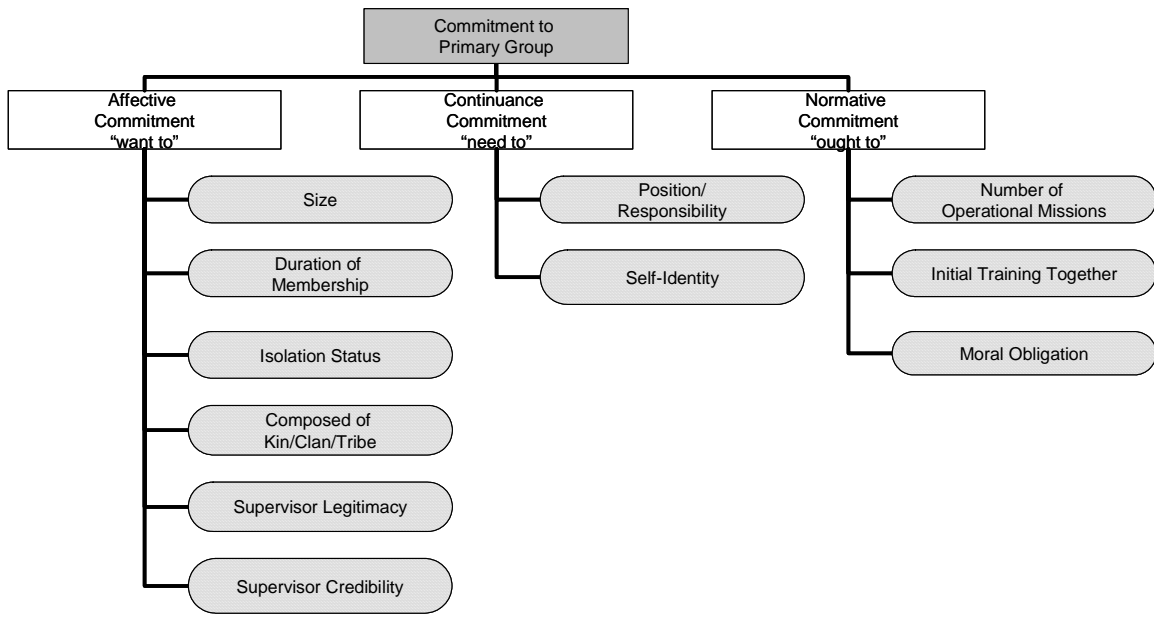 Commitment to
Primary Group
Affective
Commitment
“want to”
Continuance
Commitment
“need to”
Normative
Commitment
“ought to”
Size
Duration of
Membership
Isolation Status
Composed of
Kin/Clan/Tribe
Supervisor Legitimacy
Supervisor Credibility
Position/
Responsibility
Self-Identity
Number of
Operational Missions
Initial Training Together
Moral Obligation